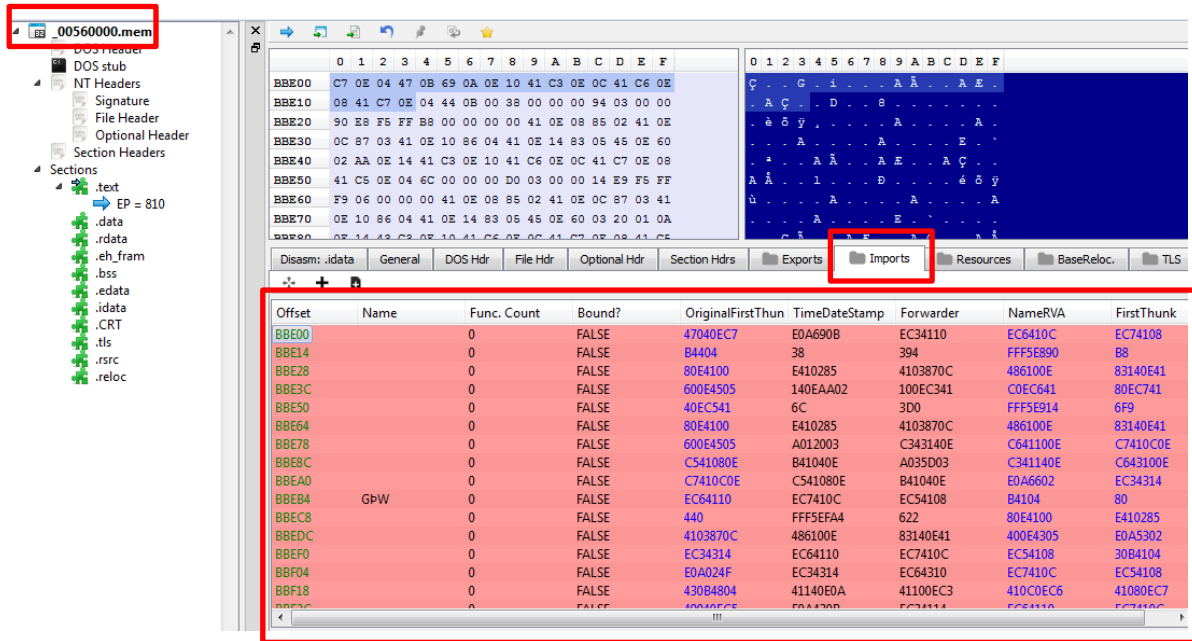 _00560000.mem
DOS Header
DOS stub
NT Headers
Signature
File Header
Optional Header
Section Headers
Sections
.text
EP = 810
.data
.rdata
.eh_fram
.bss
.edata
.idata
.CRT
.tls
.rsrc
.reloc
0 1 2 3 4 5 6 7 8 9 A B C D E F 0 1 2 3 4 5 6 7 8 9 A B C D E F
BBE00 C7 0E 04 47 0B 69 0A 0E 10 41 C3 0E 0C 41 C6 0E Ç . . G . i . . . A Ã . . A Æ .
BBE10 08 41 C7 0E 04 44 0B 00 38 00 00 00 94 03 00 00 . A Ç . . D . . 8 . . . . . . .
BBE20 90 E8 F5 FF B8 00 00 00 00 41 0E 08 85 02 41 0E . è õ ÿ ¸ . . . . A . . . . A .
BBE30 0C 87 03 41 0E 10 86 04 41 0E 14 83 05 45 0E 60 . . . A . . . . A . . . . E . `
BBE40 02 AA 0E 14 41 C3 0E 10 41 C6 0E 0C 41 C7 0E 08 . ª . . A Ã . . A Æ . . A Ç . .
BBE50 41 C5 0E 04 6C 00 00 00 D0 03 00 00 14 E9 F5 FF A Å . . l . . . Ð . . . . é õ ÿ
BBE60 F9 06 00 00 00 41 0E 08 85 02 41 0E 0C 87 03 41 ù . . . . A . . . . A . . . . A
BBE70 0E 10 86 04 41 0E 14 83 05 45 0E 60 03 20 01 0A . . . . A . . . . E . ` . . . .
Disasm: .idata General DOS Hdr File Hdr Optional Hdr Section Hdrs Exports Imports Resources BaseReloc. TLS
Offset Name Func. Count Bound? OriginalFirstThun TimeDateStamp Forwarder NameRVA FirstThunk
BBE00 0 FALSE 47040EC7 E0A690B EC34110 EC6410C EC74108
BBE14 0 FALSE B4404 38 394 FFF5E890 B8
BBE28 0 FALSE 80E4100 E410285 4103870C 486100E 83140E41
BBE3C 0 FALSE 600E4505 140EAA02 100EC341 C0EC641 80EC741
BBE50 0 FALSE 40EC541 6C 3D0 FFF5E914 6F9
BBE64 0 FALSE 80E4100 E410285 4103870C 486100E 83140E41
BBE78 0 FALSE 600E4505 A012003 C343140E C641100E C7410C0E
BBE8C 0 FALSE C541080E B41040E A035D03 C341140E C643100E
BBEA0 0 FALSE C7410C0E C541080E B41040E E0A6602 EC34314
BBEB4 GÞW 0 FALSE EC64110 EC7410C EC54108 B4104 80
BBEC8 0 FALSE 440 FFF5EFA4 622 80E4100 E410285
BBEDC 0 FALSE 4103870C 486100E 83140E41 400E4305 E0A5302
BBEF0 0 FALSE EC34314 EC64110 EC7410C EC54108 30B4104
BBF04 0 FALSE E0A024F EC34314 EC64310 EC7410C EC54108
BBF18 0 FALSE 430B4804 41140E0A 41100EC3 410C0EC6 41080EC7